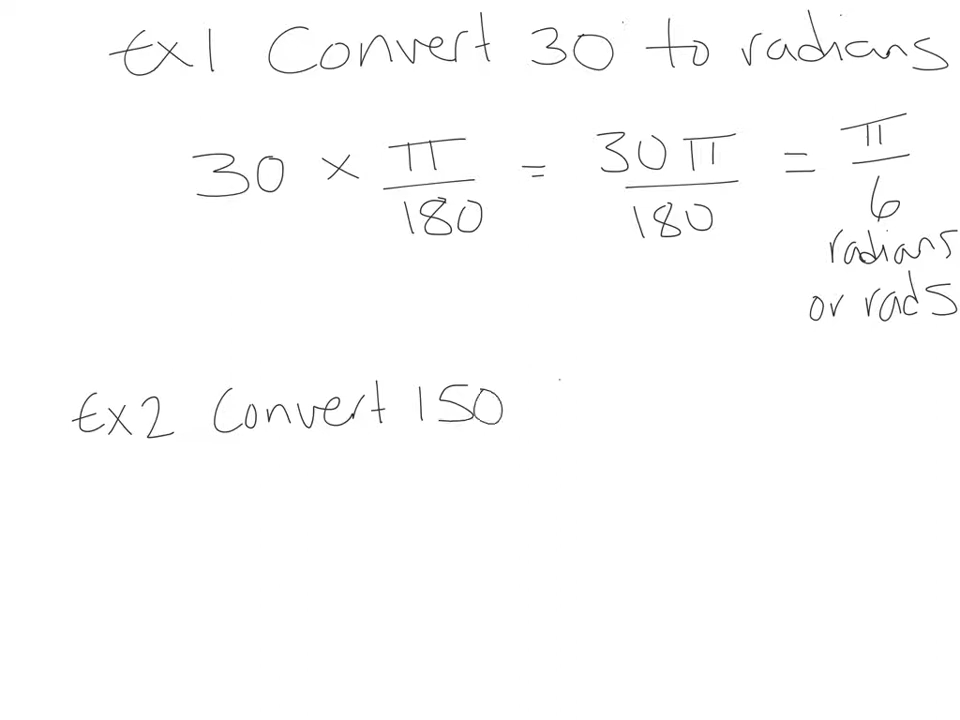 Ex1 Convert 30 to radians
30 × π/180 = 30π/180 = π/6
radians
or rads
Ex2 Convert 150